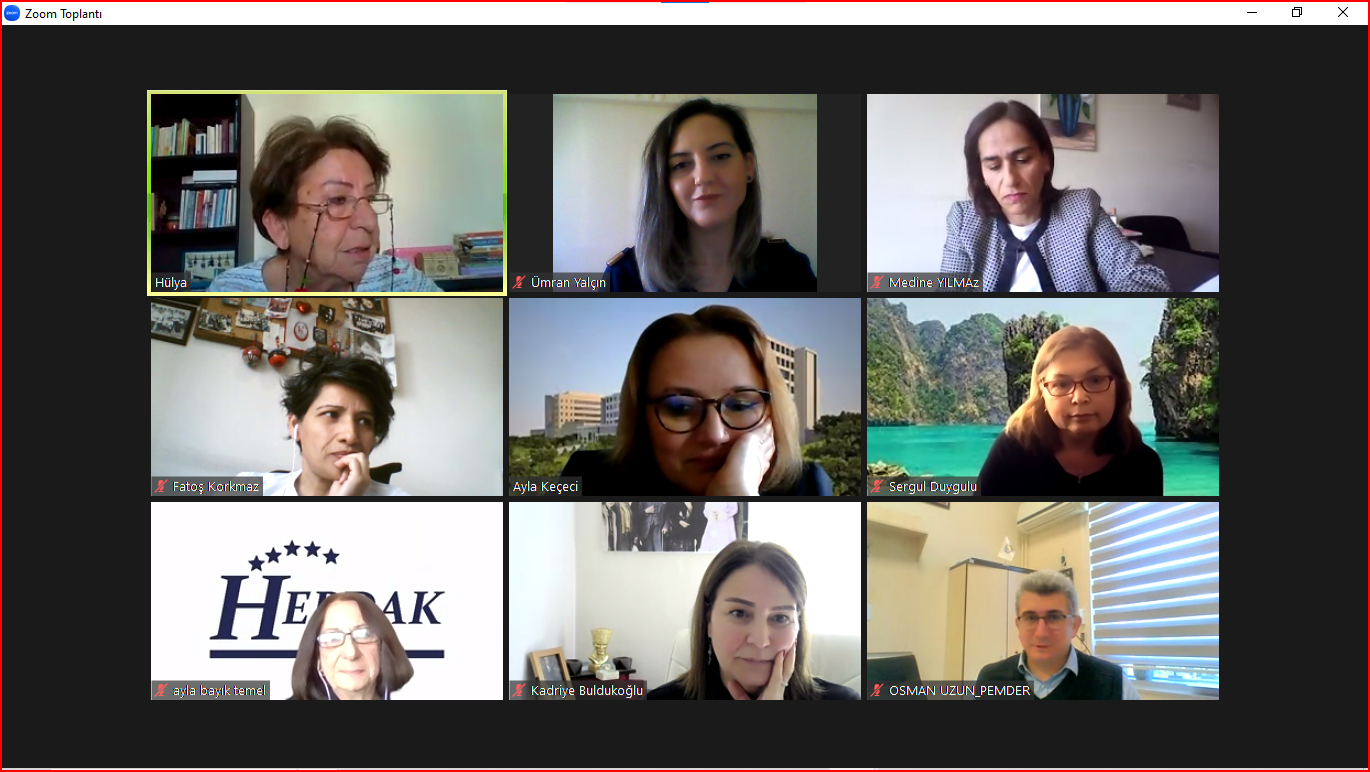 zoom
Zoom Toplantı
Hülya
Ümran Yalçın
Medine YILMAz
Fatoş Korkmaz
Ayla Keçeci
Sergul Duygulu
ayla bayık temel
Kadriye Buldukoğlu
OSMAN UZUN_PEMDER